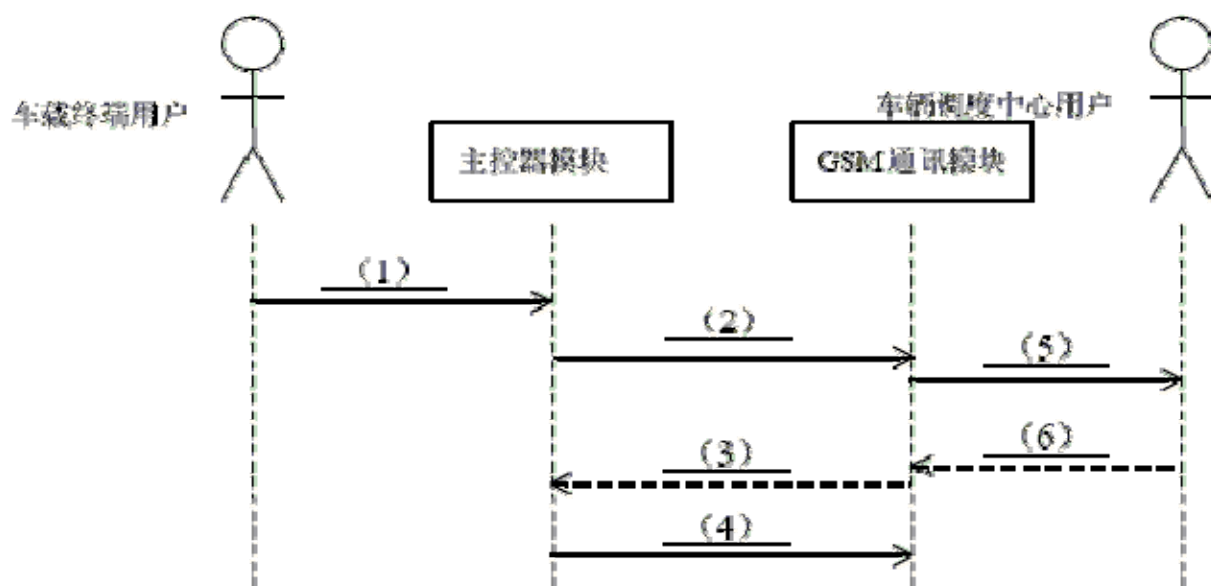 车载终端用户
车辆调度中心用户
主控器模块
GSM通讯模块
（1）
（2）
（5）
（6）
（3）
（4）